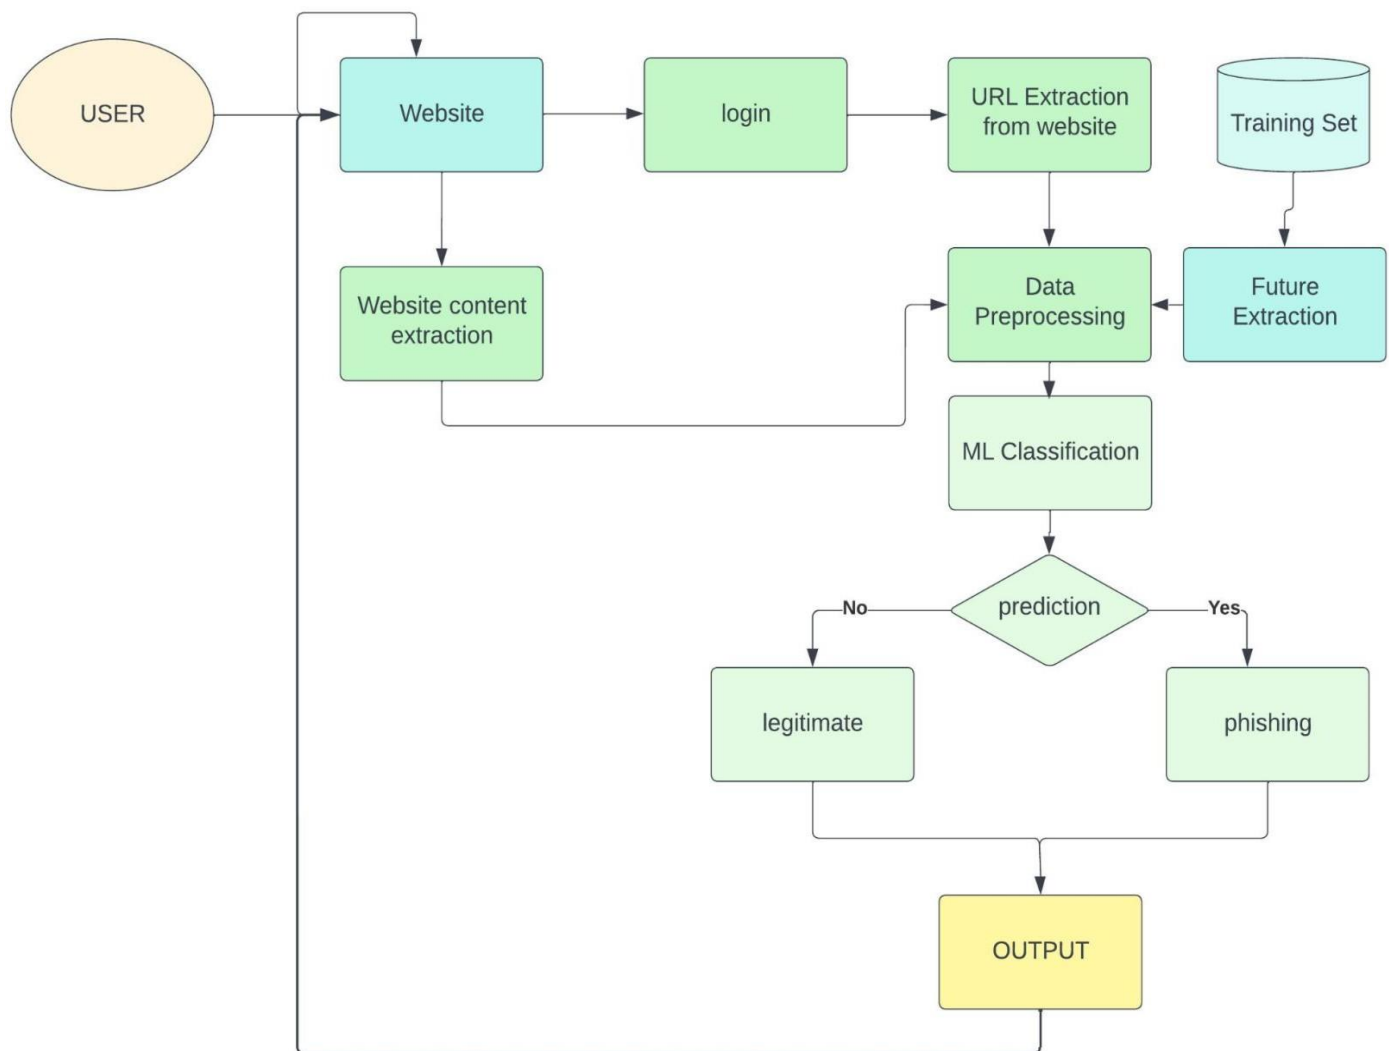 USER
Website
login
URL Extraction
from website
Training Set
Website content
extraction
Data
Preprocessing
Future
Extraction
ML Classification
prediction
No
Yes
legitimate
phishing
OUTPUT